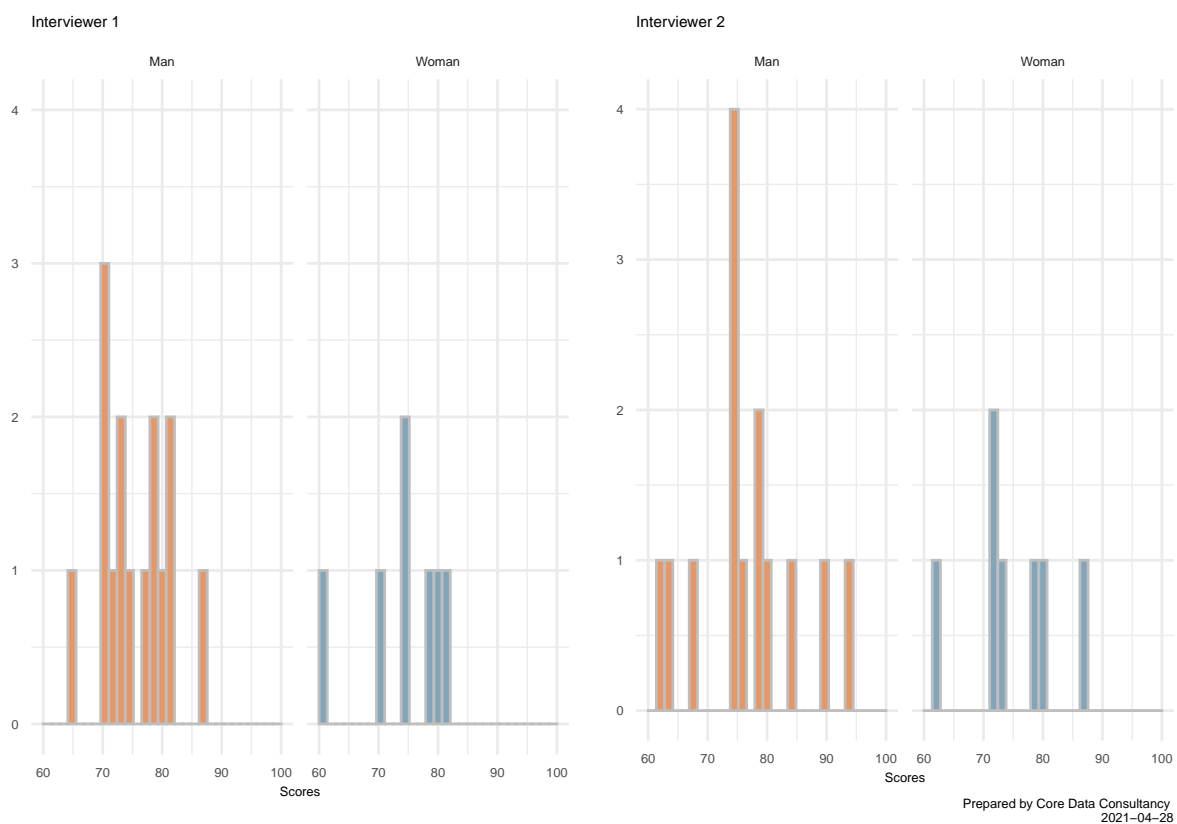 Interviewer 1
Interviewer 2
Man
Woman
Man
Woman
4
3
2
1
0
4
3
2
1
0
60 70 80 90 100
60 70 80 90 100
60 70 80 90 100
60 70 80 90 100
Scores
Scores
Prepared by Core Data Consultancy
2021–04–28